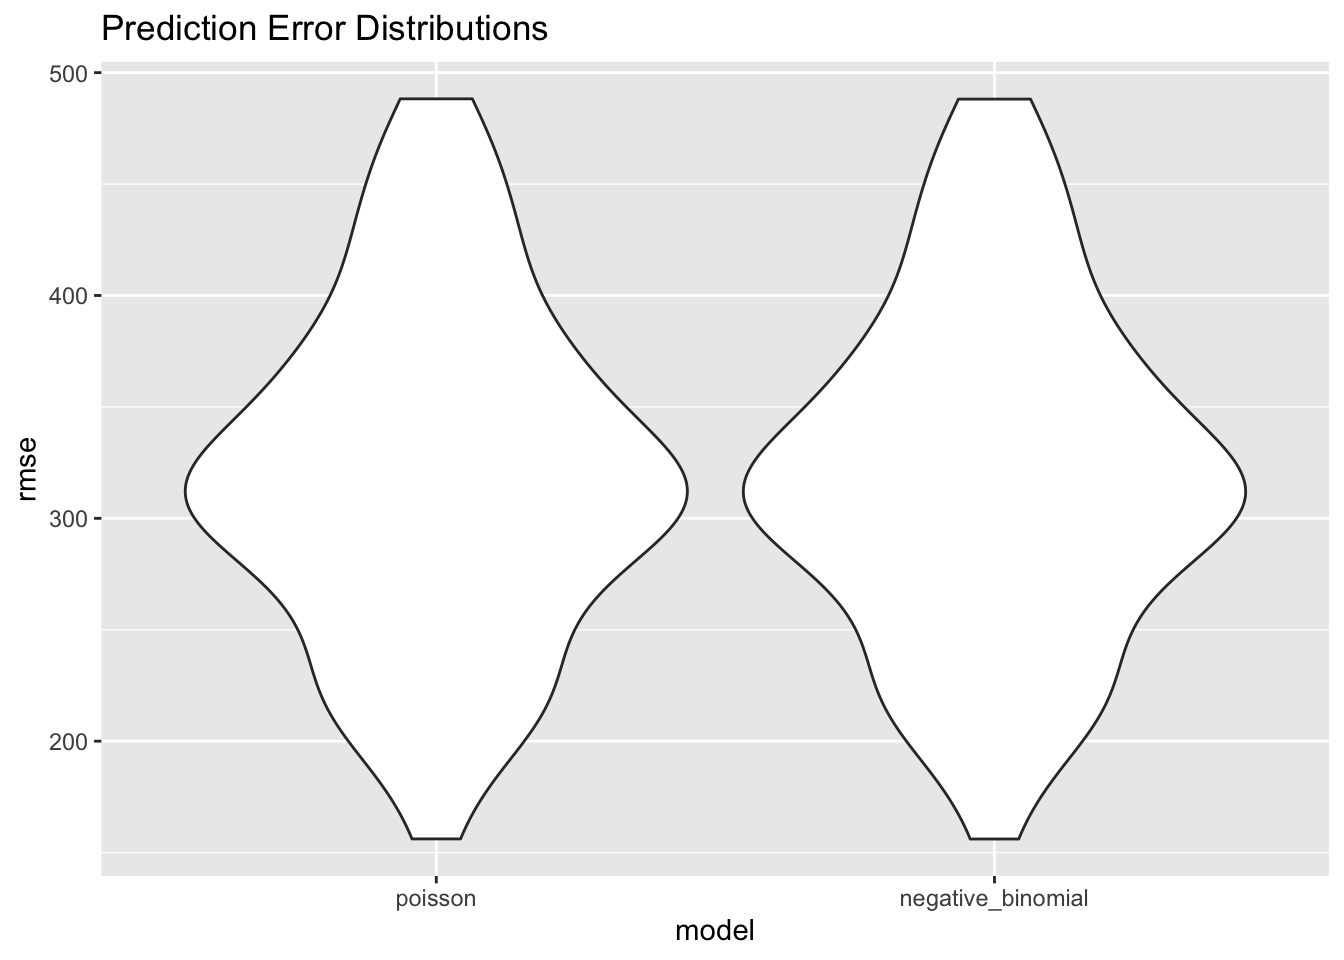 Prediction Error Distributions
500
400
300
200
rmse
poisson
negative_binomial
model